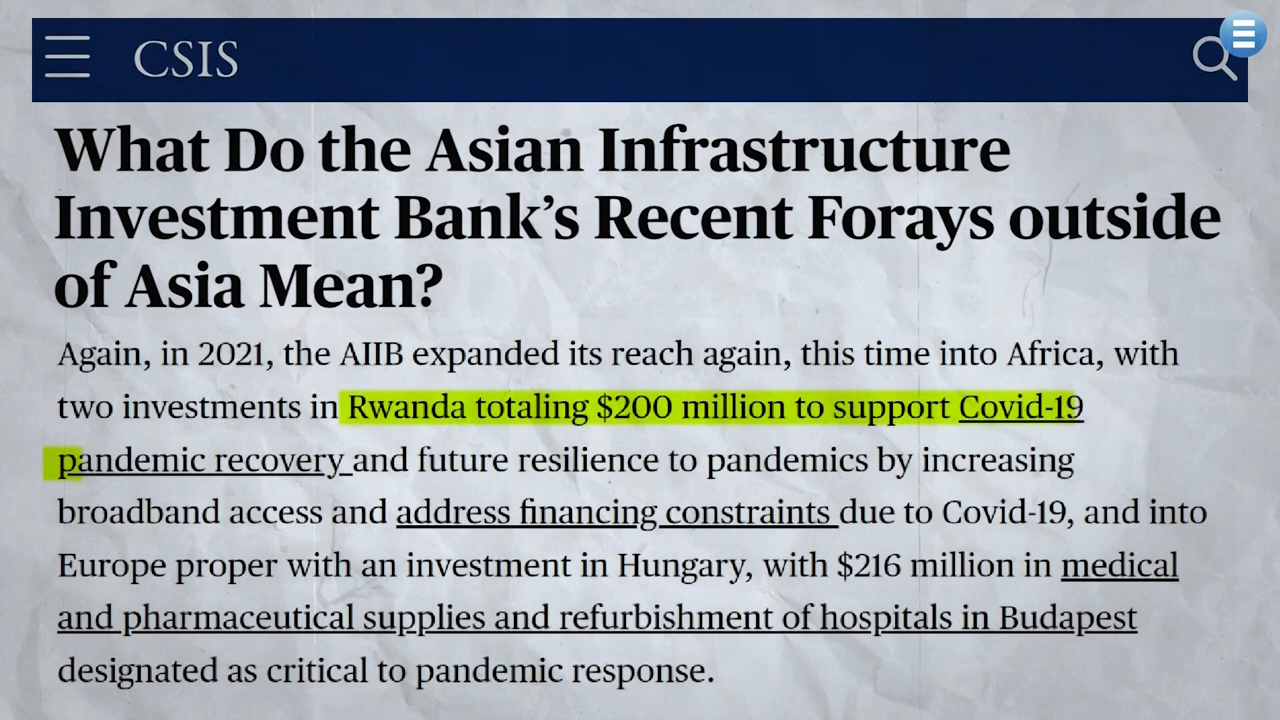 CSIS
What Do the Asian Infrastructure
Investment Bank’s Recent Forays outside
of Asia Mean?
Again, in 2021, the AIIB expanded its reach again, this time into Africa, with
two investments in Rwanda totaling $200 million to support Covid-19
pandemic recovery and future resilience to pandemics by increasing
broadband access and address financing constraints due to Covid-19, and into
Europe proper with an investment in Hungary, with $216 million in medical
and pharmaceutical supplies and refurbishment of hospitals in Budapest
designated as critical to pandemic response.